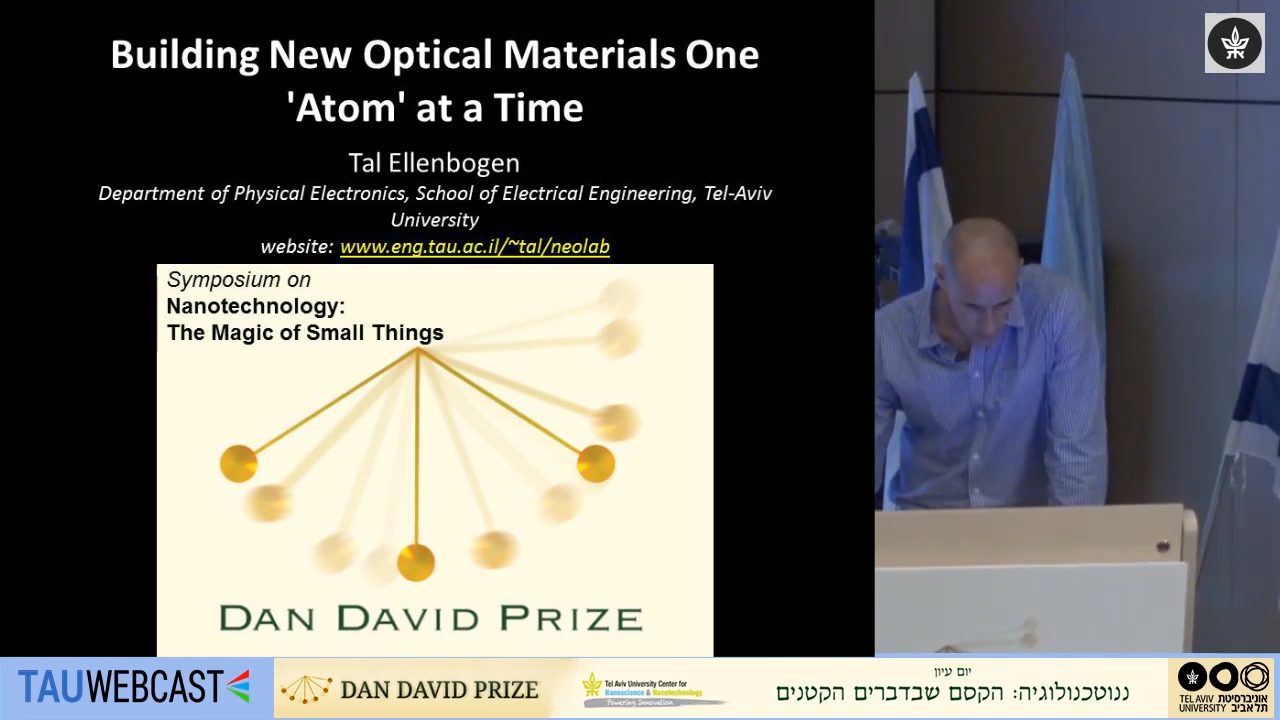 Building New Optical Materials One
'Atom' at a Time
Tal Ellenbogen
Department of Physical Electronics, School of Electrical Engineering, Tel-Aviv
University
website: www.eng.tau.ac.il/~tal/neolab
Symposium on
Nanotechnology:
The Magic of Small Things
DAN DAVID PRIZE
TAUWEBCAST
DAN DAVID PRIZE
Tel Aviv University Center for
Nanoscience & Nanotechnology
Powering Innovation
יום עיון
ננוטכנולוגיה: הקסם שבדברים הקטנים
TEL AVIV אוניברסיטת
UNIVERSITY תל אביב